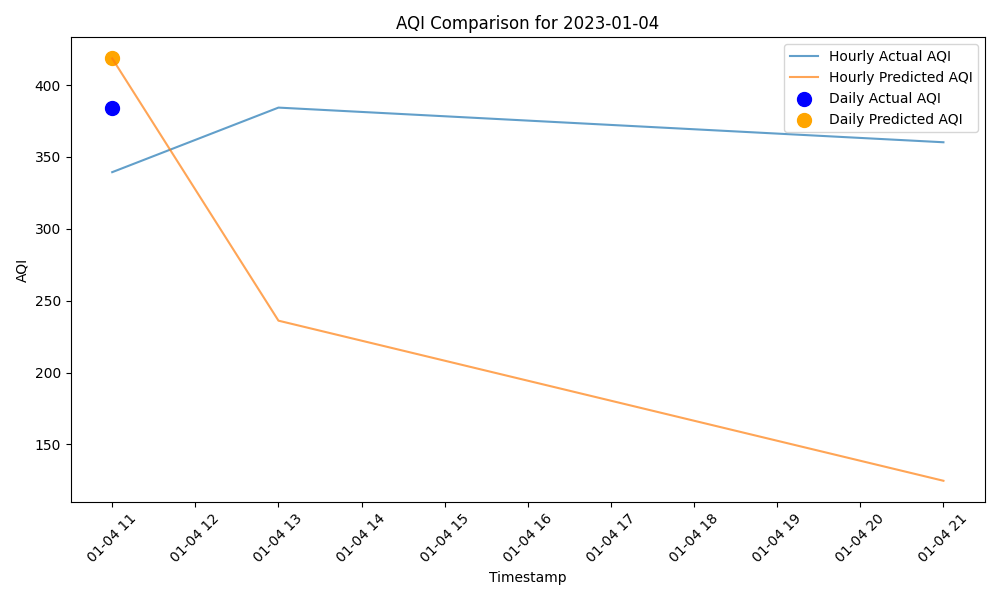 AQI Comparison for 2023-01-04
Hourly Actual AQI
Hourly Predicted AQI
Daily Actual AQI
Daily Predicted AQI
AQI
400
350
300
250
200
150
01-04 11
01-04 12
01-04 13
01-04 14
01-04 15
01-04 16
01-04 17
01-04 18
01-04 19
01-04 20
01-04 21
Timestamp